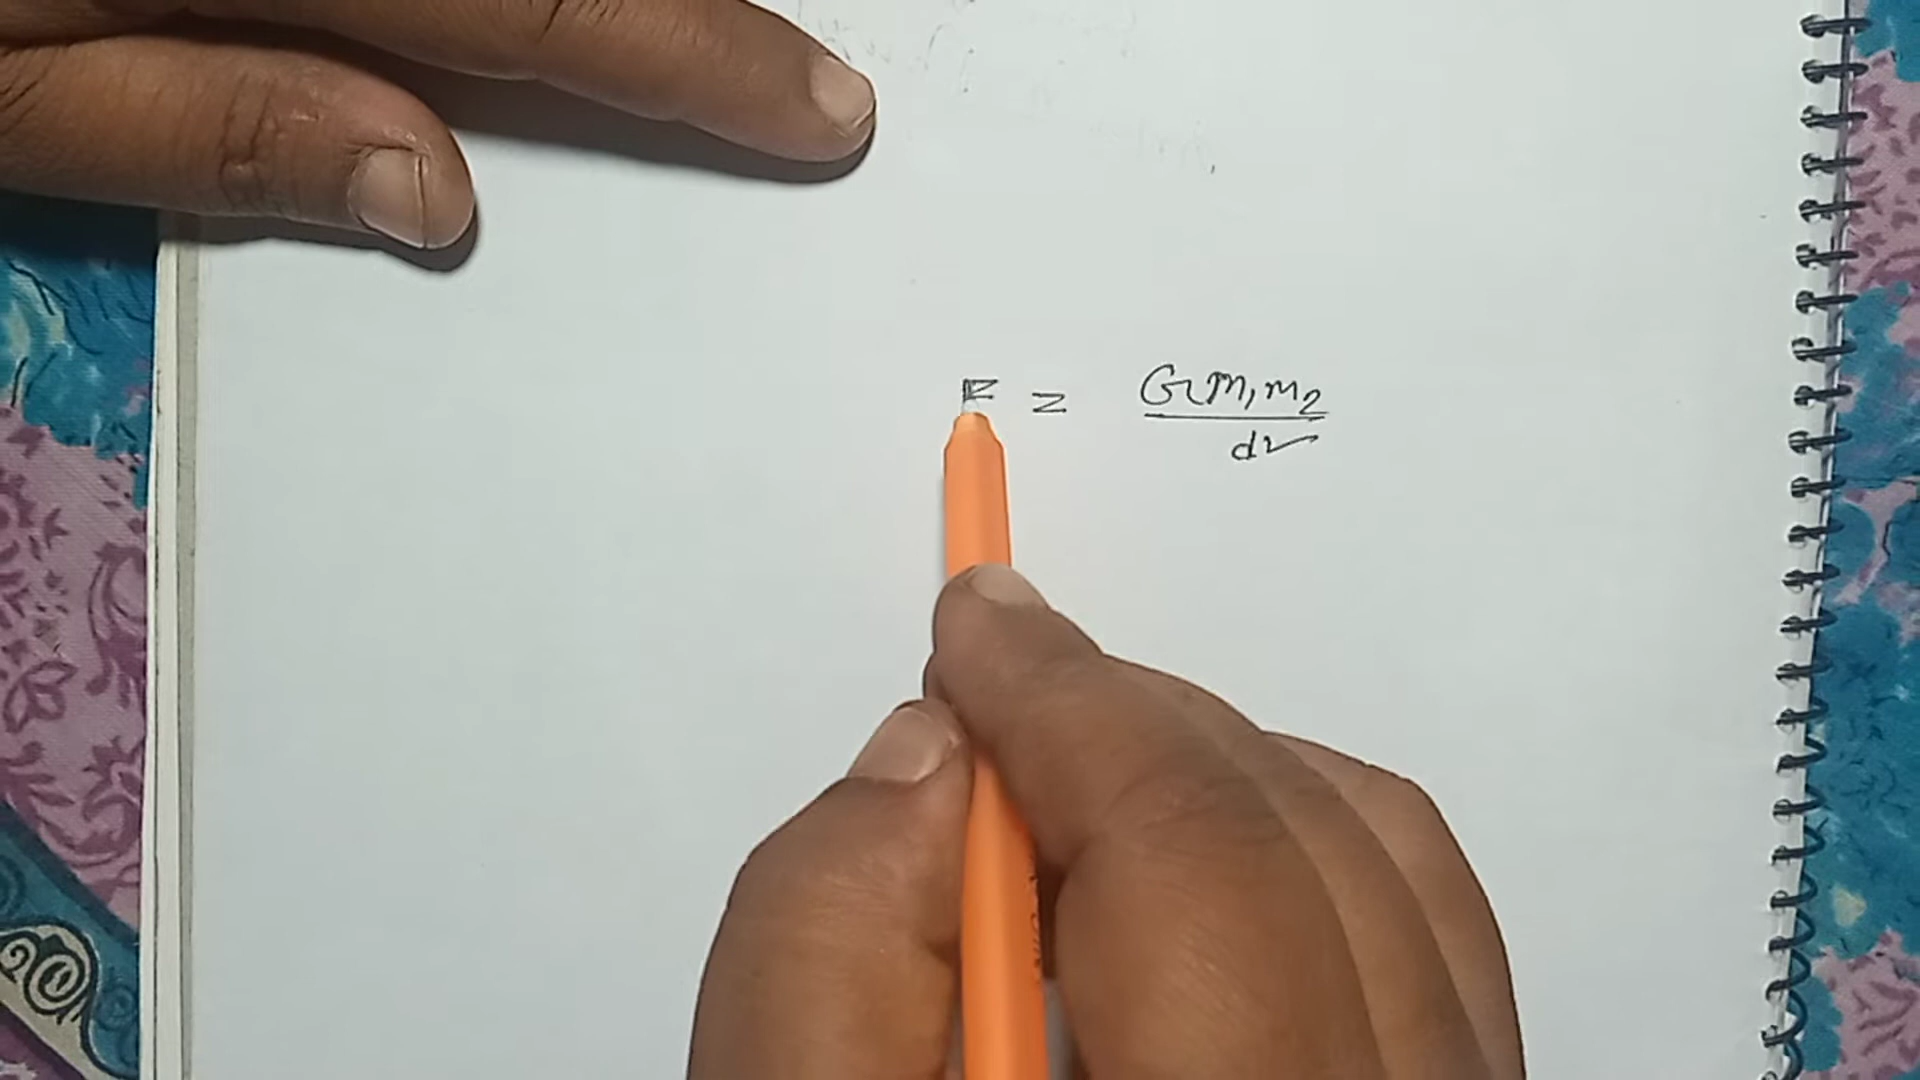 F = Gm₁m₂/d²